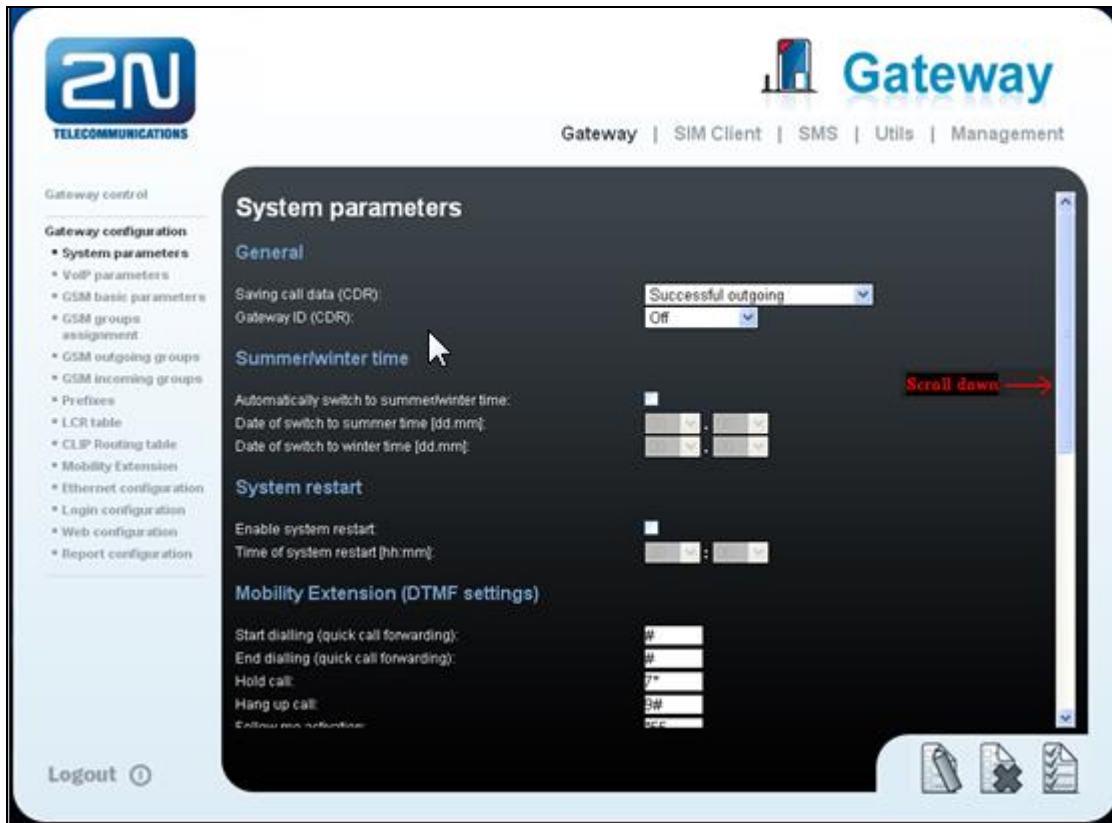 2N
TELECOMMUNICATIONS
Gateway
Gateway | SIM Client | SMS | Utils | Management
Gateway control
Gateway configuration
• System parameters
• VoIP parameters
• GSM basic parameters
• GSM groups
assignment
• GSM outgoing groups
• GSM incoming groups
• Prefixes
• LCR table
• CLIP Routing table
• Mobility Extension
• Ethernet configuration
• Login configuration
• Web configuration
• Report configuration
Logout
System parameters
General
Saving call data (CDR): Successful outgoing
Gateway ID (CDR): Off
Summer/winter time
Automatically switch to summer/winter time:
Date of switch to summer time [dd.mm]: .
Date of switch to winter time [dd.mm]: .
Scroll down
System restart
Enable system restart
Time of system restart [hh:mm]: :
Mobility Extension (DTMF settings)
Start dialling (quick call forwarding): #
End dialling (quick call forwarding): #
Hold call: 7*
Hang up call: 9#
Follow me activation: *55